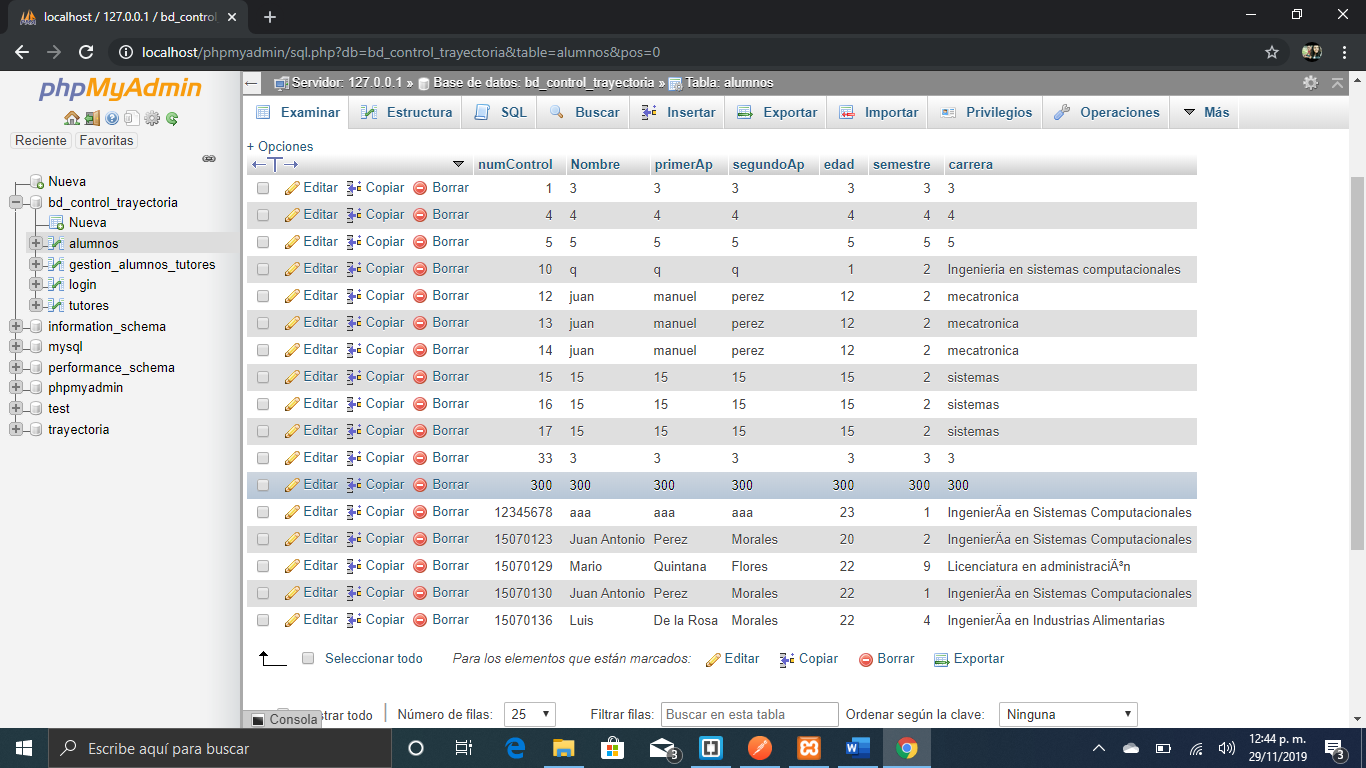 localhost / 127.0.0.1 / bd_control
localhost/phpmyadmin/sql.php?db=bd_control_trayectoria&table=alumnos&pos=0
phpMyAdmin
Reciente Favoritas
Nueva
bd_control_trayectoria
Nueva
alumnos
gestion_alumnos_tutores
login
tutores
information_schema
mysql
performance_schema
phpmyadmin
test
trayectoria
Servidor: 127.0.0.1 » Base de datos: bd_control_trayectoria » Tabla: alumnos
Examinar Estructura SQL Buscar Insertar Exportar Importar Privilegios Operaciones Más
+ Opciones
numControl Nombre primerAp segundoAp edad semestre carrera
Editar Copiar Borrar 1 3 3 3 3 3 3
Editar Copiar Borrar 4 4 4 4 4 4 4
Editar Copiar Borrar 5 5 5 5 5 5 5
Editar Copiar Borrar 10 q q q 1 2 Ingenieria en sistemas computacionales
Editar Copiar Borrar 12 juan manuel perez 12 2 mecatronica
Editar Copiar Borrar 13 juan manuel perez 12 2 mecatronica
Editar Copiar Borrar 14 juan manuel perez 12 2 mecatronica
Editar Copiar Borrar 15 15 15 15 15 2 sistemas
Editar Copiar Borrar 16 15 15 15 15 2 sistemas
Editar Copiar Borrar 17 15 15 15 15 2 sistemas
Editar Copiar Borrar 33 3 3 3 3 3 3
Editar Copiar Borrar 300 300 300 300 300 300 300
Editar Copiar Borrar 12345678 aaa aaa aaa 23 1 IngenierÃa en Sistemas Computacionales
Editar Copiar Borrar 15070123 Juan Antonio Perez Morales 20 2 IngenierÃa en Sistemas Computacionales
Editar Copiar Borrar 15070129 Mario Quintana Flores 22 9 Licenciatura en administraciÃ³n
Editar Copiar Borrar 15070130 Juan Antonio Perez Morales 22 1 IngenierÃa en Sistemas Computacionales
Editar Copiar Borrar 15070136 Luis De la Rosa Morales 22 4 IngenierÃa en Industrias Alimentarias
Seleccionar todo Para los elementos que están marcados: Editar Copiar Borrar Exportar
strar todo Número de filas: 25 Filtrar filas: Buscar en esta tabla Ordenar según la clave: Ninguna
Consola
Escribe aquí para buscar
3
12:44 p. m.
29/11/2019
3